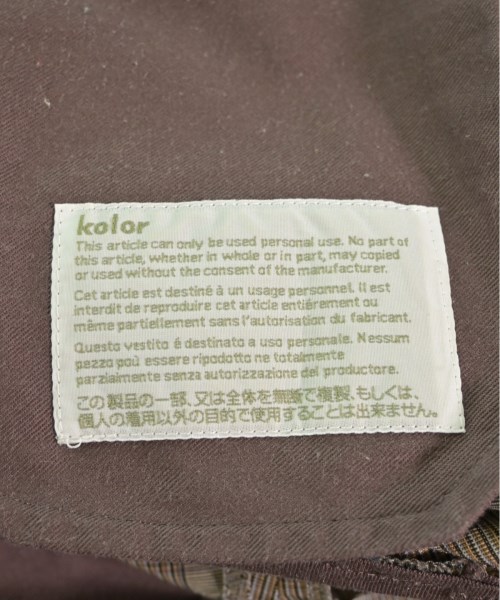 kolor
This article can only be used personal use. No part of
this article, whether in whole or in part, may copied
or used without the consent of the manufacturer.
Cet article est destiné à un usage personnel. Il est
interdit de reproduire cet article entiérement ou
même partiellement sans l'autorisation du fabricant.
Questo vestito é destinato a uso personale. Nessum
pezzo poù essere ripodotto ne totalmente
parzialmente senza autorizzazione del productore.
この製品の一部、又は全体を無断で複製、もしくは、
個人の着用以外の目的で使用することは出来ません。